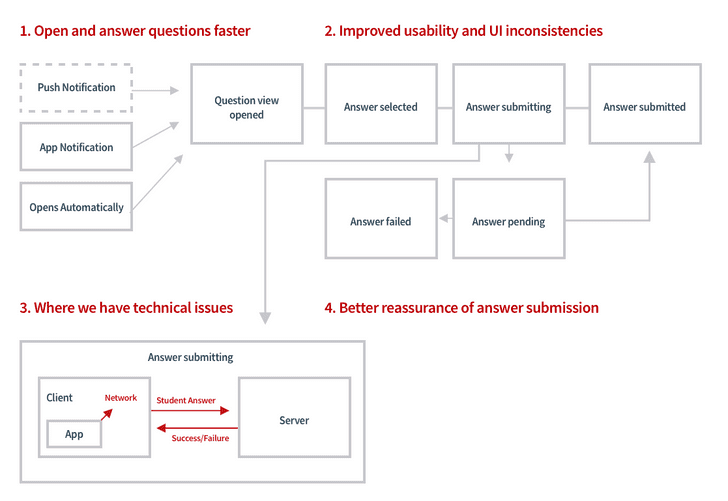 1. Open and answer questions faster
2. Improved usability and UI inconsistencies
Push Notification
App Notification
Opens Automatically
Question view
opened
Answer selected
Answer submitting
Answer submitted
Answer failed
Answer pending
3. Where we have technical issues
4. Better reassurance of answer submission
Answer submitting
Client
Network
App
Student Answer
Success/Failure
Server